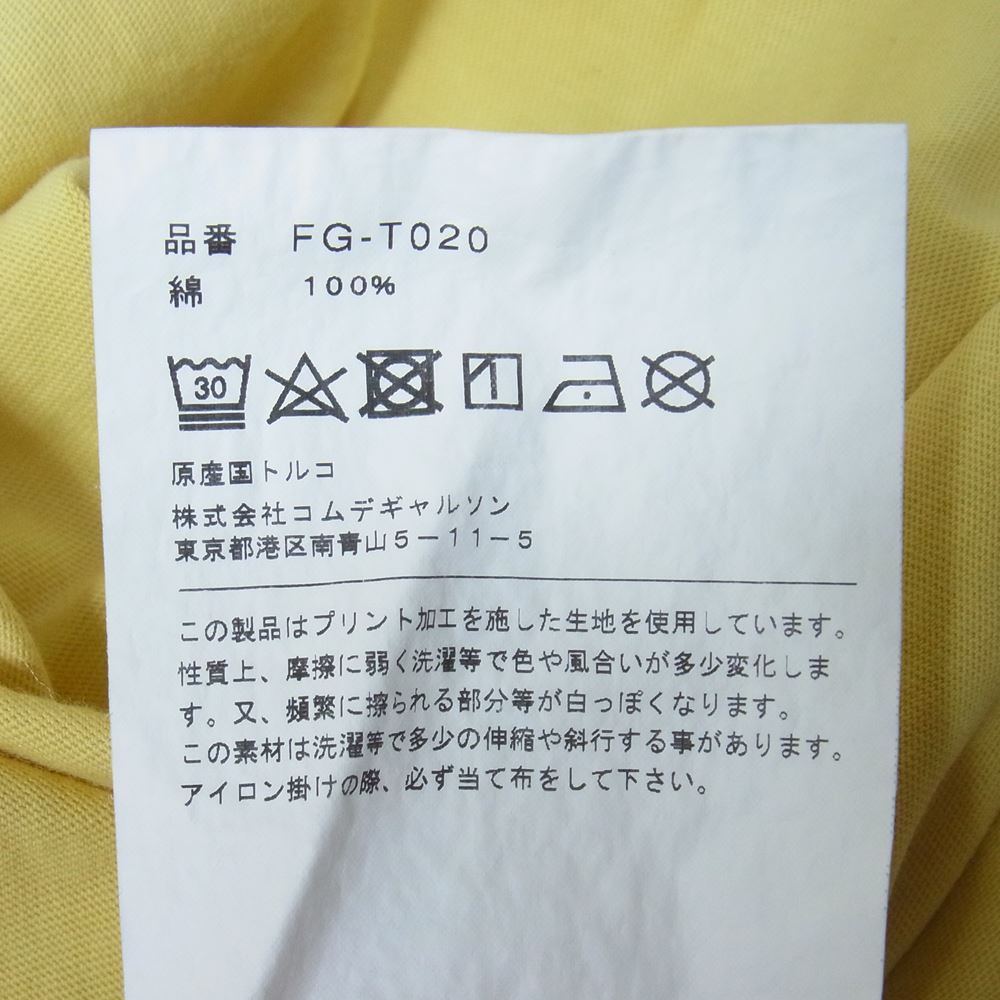 品番 FG-T020
綿 100%
30
原産国トルコ
株式会社コムデギャルソン
東京都港区南青山5－11－5
この製品はプリント加工を施した生地を使用しています。
性質上、摩擦に弱く洗濯等で色や風合いが多少変化しま
す。又、頻繁に擦られる部分等が白っぽくなります。
この素材は洗濯等で多少の伸縮や斜行する事があります。
アイロン掛けの際、必ず当て布をして下さい。